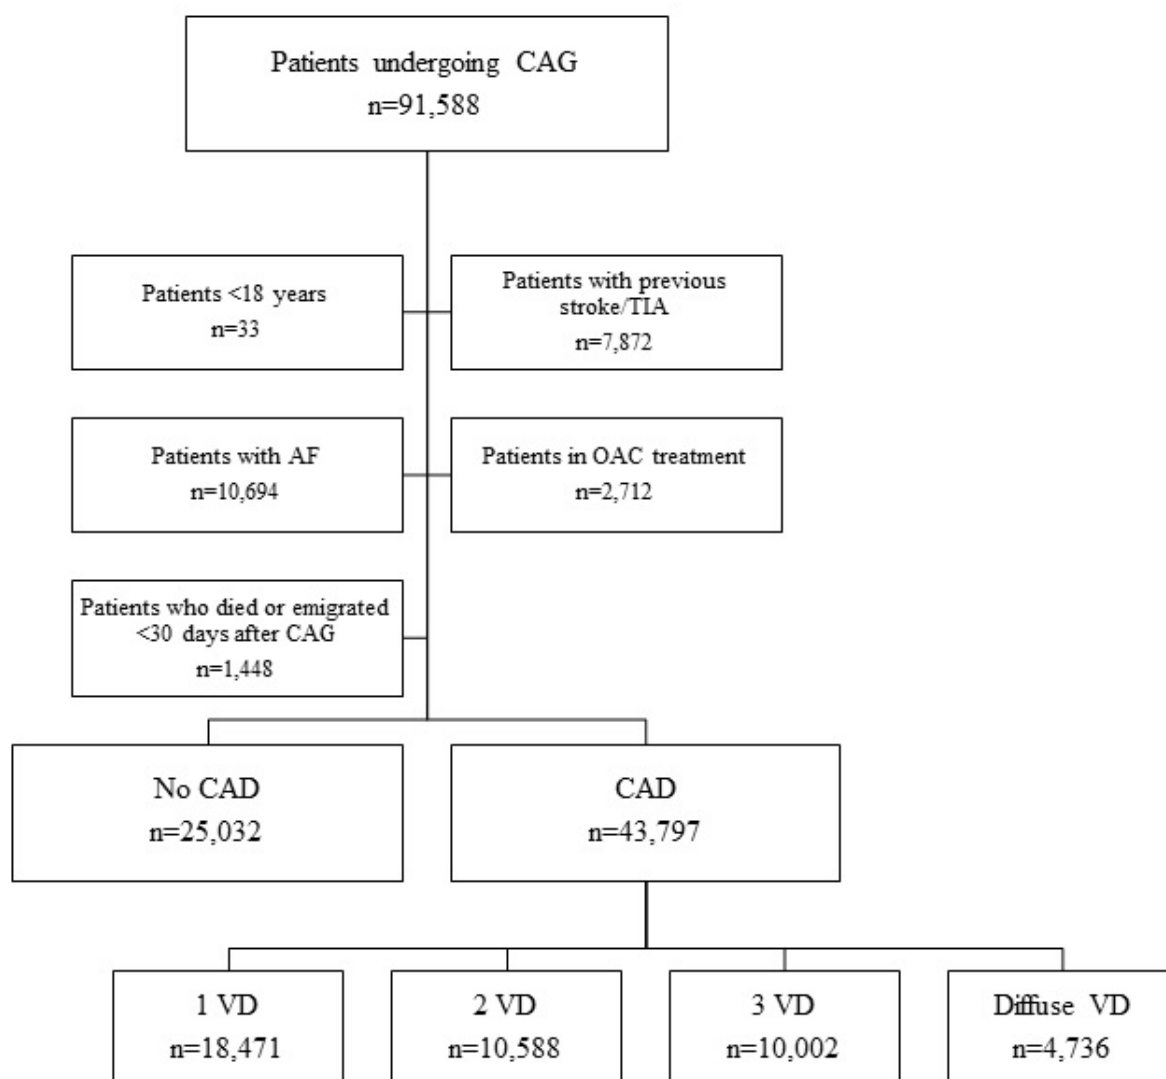 Patients undergoing CAG
n=91,588
Patients <18 years
n=33
Patients with previous
stroke/TIA
n=7,872
Patients with AF
n=10,694
Patients in OAC treatment
n=2,712
Patients who died or emigrated
<30 days after CAG
n=1,448
No CAD
n=25,032
CAD
n=43,797
1 VD
n=18,471
2 VD
n=10,588
3 VD
n=10,002
Diffuse VD
n=4,736